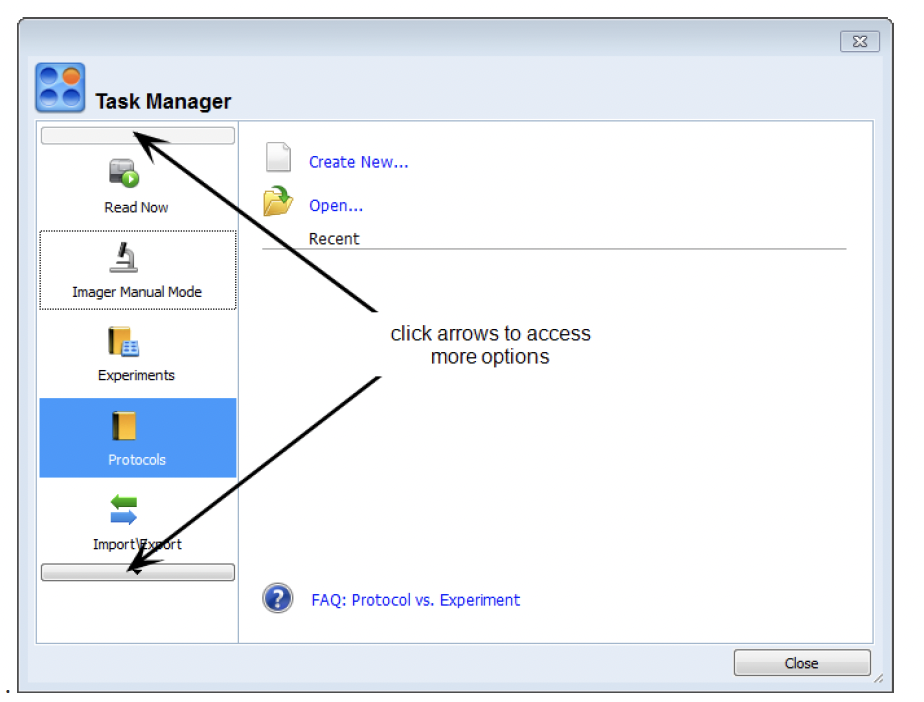 Task Manager
Read Now
Imager Manual Mode
Experiments
Protocols
Import\Export
Create New...
Open...
Recent
click arrows to access
more options
FAQ: Protocol vs. Experiment
Close
.